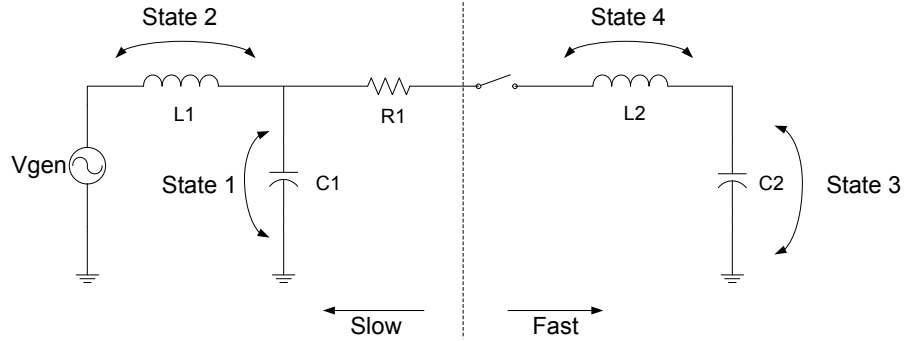 State 2
State 4
L1
R1
L2
Vgen
State 1
C1
C2
State 3
Slow
Fast